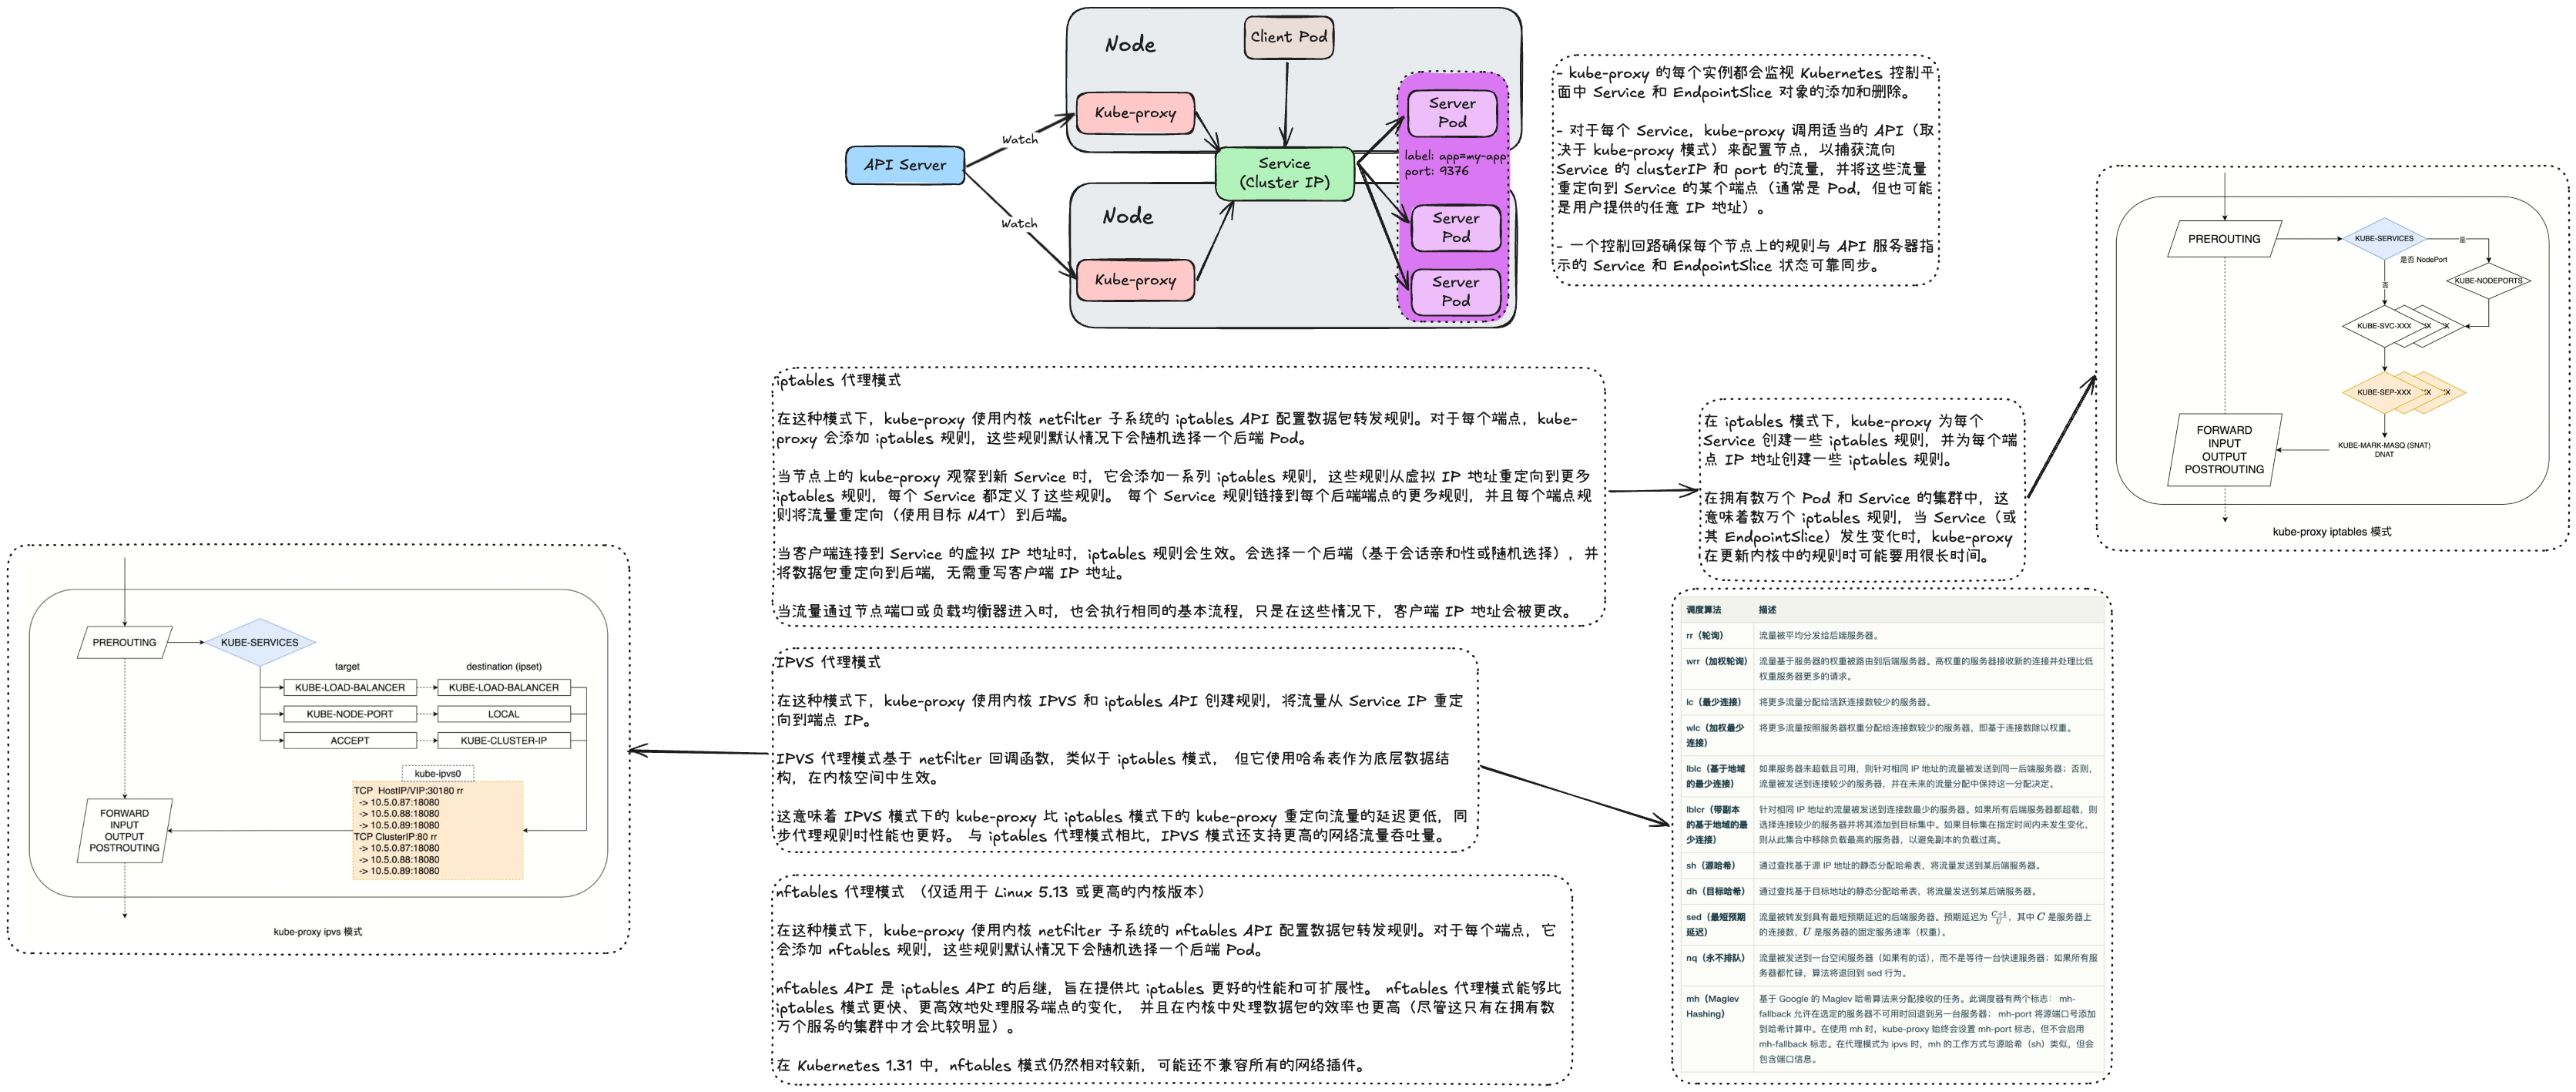 Node
Client Pod
Kube-proxy
Server
Pod
Watch
label: app=my-app
port: 9376
API Server
Service
(Cluster IP)
Node
Server
Pod
Watch
Kube-proxy
Server
Pod
- kube-proxy 的每个实例都会监视 Kubernetes 控制平
面中 Service 和 EndpointSlice 对象的添加和删除。
- 对于每个 Service，kube-proxy 调用适当的 API（取
决于 kube-proxy 模式）来配置节点，以捕获流向
Service 的 clusterIP 和 port 的流量，并将这些流量
重定向到 Service 的某个端点（通常是 Pod，但也可能
是用户提供的任意 IP 地址）。
- 一个控制回路确保每个节点上的规则与 API 服务器指
示的 Service 和 EndpointSlice 状态可靠同步。
PREROUTING
KUBE-SERVICES
是
是否 NodePort
KUBE-NODEPORTS
否
KUBE-SVC-XXX
XX
X
KUBE-SEP-XXX
XX
X
FORWARD
INPUT
OUTPUT
POSTROUTING
KUBE-MARK-MASQ (SNAT)
DNAT
kube-proxy iptables 模式
iptables 代理模式
在这种模式下，kube-proxy 使用内核 netfilter 子系统的 iptables API 配置数据包转发规则。对于每个端点，kube-
proxy 会添加 iptables 规则，这些规则默认情况下会随机选择一个后端 Pod。
当节点上的 kube-proxy 观察到新 Service 时，它会添加一系列 iptables 规则，这些规则从虚拟 IP 地址重定向到更多
iptables 规则，每个 Service 都定义了这些规则。 每个 Service 规则链接到每个后端端点的更多规则，并且每个端点规
则将流量重定向（使用目标 NAT）到后端。
当客户端连接到 Service 的虚拟 IP 地址时，iptables 规则会生效。会选择一个后端（基于会话亲和性或随机选择），并
将数据包重定向到后端，无需重写客户端 IP 地址。
当流量通过节点端口或负载均衡器进入时，也会执行相同的基本流程，只是在这些情况下，客户端 IP 地址会被更改。
在 iptables 模式下，kube-proxy 为每个
Service 创建一些 iptables 规则，并为每个端
点 IP 地址创建一些 iptables 规则。
在拥有数万个 Pod 和 Service 的集群中，这
意味着数万个 iptables 规则，当 Service（或
其 EndpointSlice）发生变化时，kube-proxy
在更新内核中的规则时可能要用很长时间。
PREROUTING
KUBE-SERVICES
target
destination (ipset)
KUBE-LOAD-BALANCER
KUBE-LOAD-BALANCER
KUBE-NODE-PORT
LOCAL
ACCEPT
KUBE-CLUSTER-IP
kube-ipvs0
TCP HostIP/VIP:30180 rr
-> 10.5.0.87:18080
-> 10.5.0.88:18080
-> 10.5.0.89:18080
TCP ClusterIP:80 rr
-> 10.5.0.87:18080
-> 10.5.0.88:18080
-> 10.5.0.89:18080
FORWARD
INPUT
OUTPUT
POSTROUTING
kube-proxy ipvs 模式
IPVS 代理模式
在这种模式下，kube-proxy 使用内核 IPVS 和 iptables API 创建规则，将流量从 Service IP 重定
向到端点 IP。
IPVS 代理模式基于 netfilter 回调函数，类似于 iptables 模式， 但它使用哈希表作为底层数据结
构，在内核空间中生效。
这意味着 IPVS 模式下的 kube-proxy 比 iptables 模式下的 kube-proxy 重定向流量的延迟更低，同
步代理规则时性能也更好。 与 iptables 代理模式相比，IPVS 模式还支持更高的网络流量吞吐量。
调度算法 描述
rr（轮询） 流量被平均分发给后端服务器。
wrr（加权轮询） 流量基于服务器的权重被路由到后端服务器。高权重的服务器接收新的连接并处理比低
权重服务器更多的请求。
lc（最少连接） 将更多流量分配给活跃连接数较少的服务器。
wlc（加权最少 将更多流量按照服务器权重分配给连接数较少的服务器，即基于连接数除以权重。
连接）
lblc（基于地域 如果服务器未超载且可用，则针对相同 IP 地址的流量被发送到同一后端服务器；否则，
的最少连接） 流量被发送到连接较少的服务器，并在未来的流量分配中保持这一分配决定。
lblcr（带副本 针对相同 IP 地址的流量被发送到连接数最少的服务器。如果所有后端服务器都超载，则
的基于地域的最 选择连接较少的服务器并将其添加到目标集中。如果目标集在指定时间内未发生变化，
少连接） 则从此集合中移除负载最高的服务器，以避免副本的负载过高。
sh（源哈希） 通过查找基于源 IP 地址的静态分配哈希表，将流量发送到某后端服务器。
dh（目标哈希） 通过查找基于目标地址的静态分配哈希表，将流量发送到某后端服务器。
sed（最短预期 流量被转发到具有最短预期延迟的后端服务器。预期延迟为 (C+1)/U，其中 C 是服务器上
延迟） 的连接数，U 是服务器的固定服务速率（权重）。
nq（永不排队） 流量被发送到一台空闲服务器（如果有的话），而不是等待一台快速服务器；如果所有服
务器都忙碌，算法将退回到 sed 行为。
mh（Maglev 基于 Google 的 Maglev 哈希算法来分配接收的任务。此调度器有两个标志： mh-
Hashing） fallback 允许在选定的服务器不可用时回退到另一台服务器； mh-port 将源端口号添加
到哈希计算中。在使用 mh 时，kube-proxy 始终会设置 mh-port 标志，但不会启用
mh-fallback 标志。在代理模式为 ipvs 时，mh 的工作方式与源哈希（sh）类似，但会
包含端口信息。
nftables 代理模式 （仅适用于 Linux 5.13 或更高的内核版本）
在这种模式下，kube-proxy 使用内核 netfilter 子系统的 nftables API 配置数据包转发规则。对于每个端点，它
会添加 nftables 规则，这些规则默认情况下会随机选择一个后端 Pod。
nftables API 是 iptables API 的后继，旨在提供比 iptables 更好的性能和可扩展性。 nftables 代理模式能够比
iptables 模式更快、更高效地处理服务端点的变化， 并且在内核中处理数据包的效率也更高（尽管这只有在拥有数
万个服务的集群中才会比较明显）。
在 Kubernetes 1.31 中，nftables 模式仍然相对较新，可能还不兼容所有的网络插件。